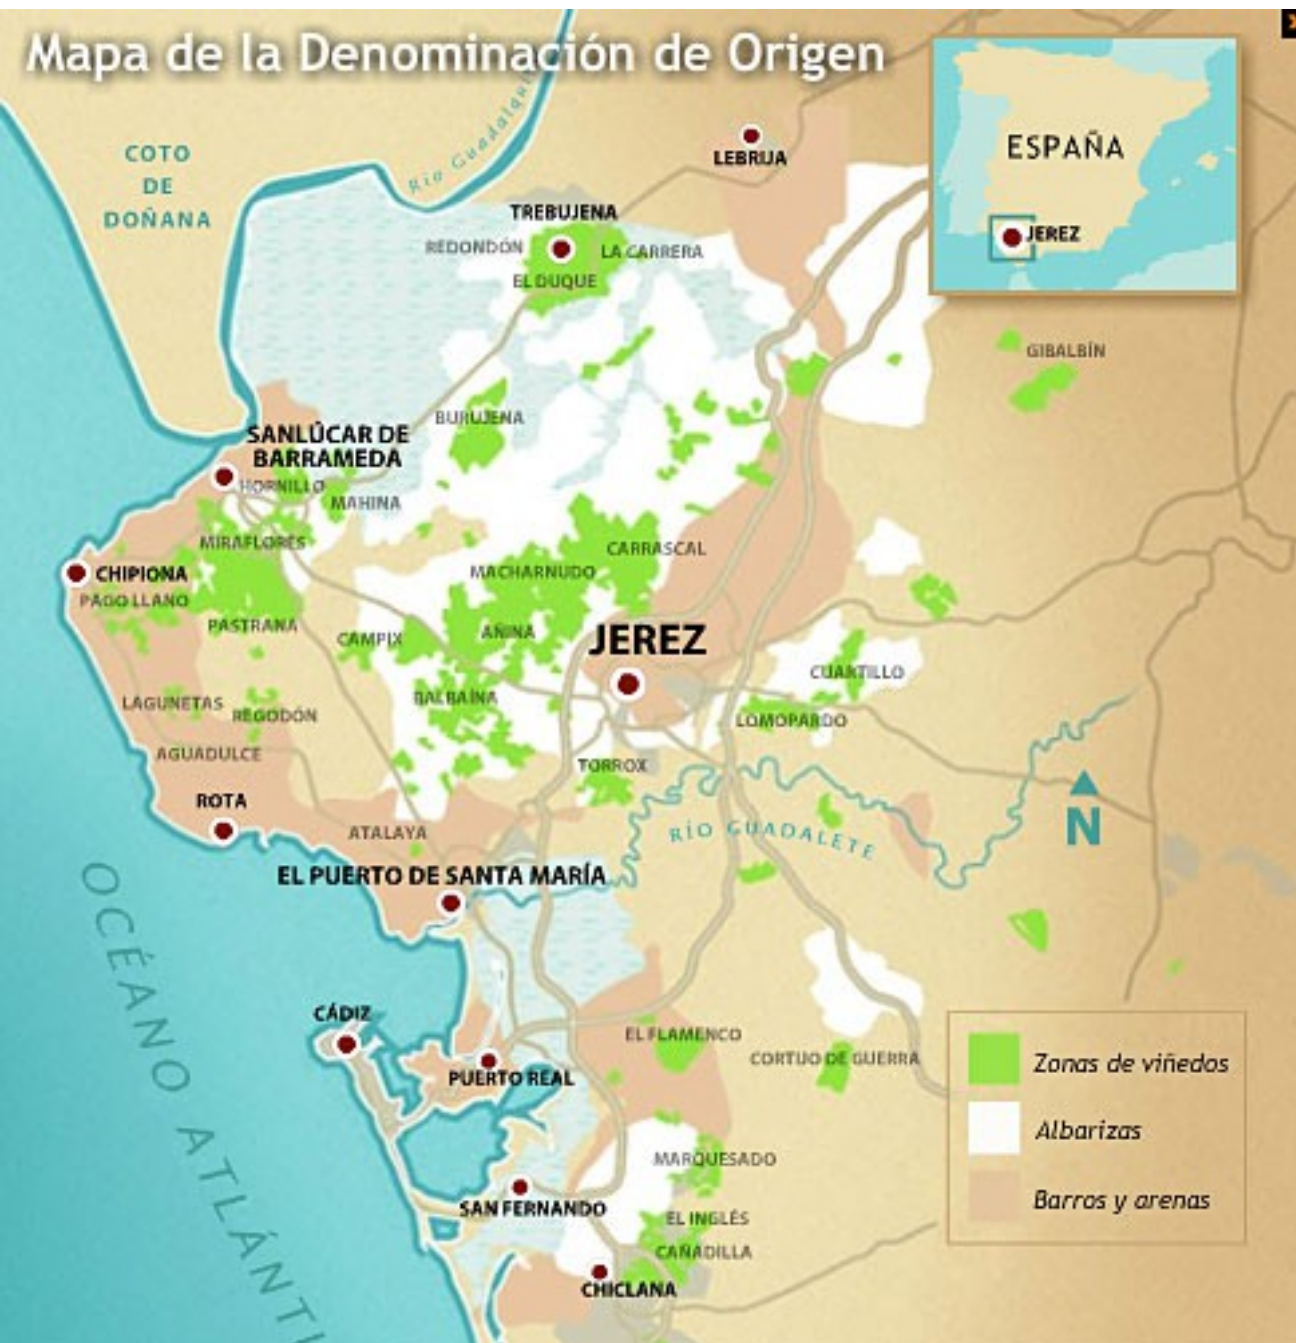 Mapa de la Denominación de Origen
COTO
DE
DOÑANA
Río Guadalqui
LEBRIJA
ESPAÑA
JEREZ
TREBUJENA
REDONDÓN
LA CARRERA
EL DUQUE
GIBALBÍN
BURUJENA
SANLÚCAR DE
BARRAMEDA
HORNILLO
MAHINA
MIRAFLORES
CARRASCAL
MACHARNUDO
CHIPIONA
PAGO LLANO
PASTRANA
CAMPIX
AÑINA
JEREZ
CUARTILLO
BALBAÍNA
LAGUNETAS
REGODÓN
LOMOPARDO
AGUADULCE
TORROX
ROTA
ATALAYA
RÍO GUADALETE
N
EL PUERTO DE SANTA MARÍA
OCÉANO ATLÁNTI
CÁDIZ
EL FLAMENCO
CORTIJO DE GUERRA
PUERTO REAL
Zonas de viñedos
Albarizas
Barros y arenas
MARQUESADO
SAN FERNANDO
EL INGLÉS
CAÑADILLA
CHICLANA